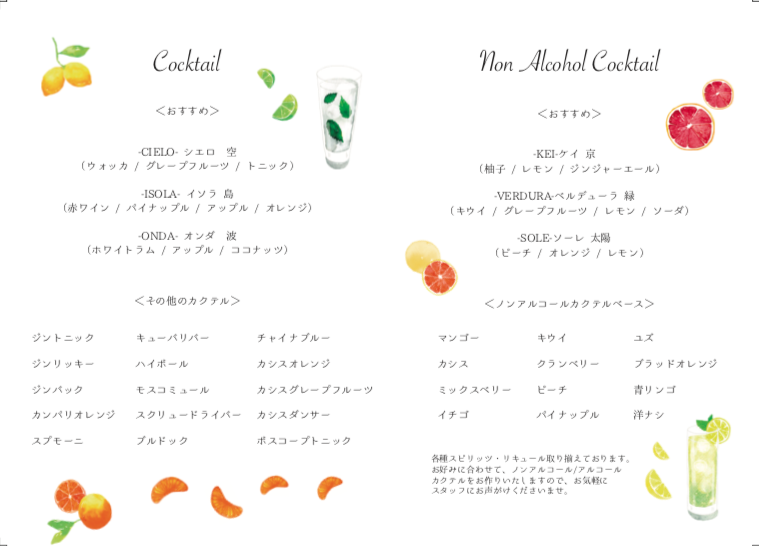 Cocktail
＜おすすめ＞
-CIELO- シエロ　空
（ウォッカ / グレープフルーツ / トニック）
-ISOLA- イソラ 島
（赤ワイン / パイナップル / アップル / オレンジ）
-ONDA- オンダ　波
（ホワイトラム / アップル / ココナッツ）
＜その他のカクテル＞
ジントニック　キューバリバー　チャイナブルー
ジンリッキー　ハイボール　カシスオレンジ
ジンバック　モスコミュール　カシスグレープフルーツ
カンパリオレンジ　スクリュードライバー　カシスダンサー
スプモーニ　ブルドック　ボスコープトニック
Non Alcohol Cocktail
＜おすすめ＞
-KEI-ケイ 京
（柚子 / レモン / ジンジャーエール）
-VERDURA-ベルデューラ 緑
（キウイ / グレープフルーツ / レモン / ソーダ）
-SOLE-ソーレ 太陽
（ピーチ / オレンジ / レモン）
＜ノンアルコールカクテルベース＞
マンゴー　キウイ　ユズ
カシス　クランベリー　ブラッドオレンジ
ミックスベリー　ピーチ　青リンゴ
イチゴ　パイナップル　洋ナシ
各種スピリッツ・リキュール取り揃えております。
お好みに合わせて、ノンアルコール/アルコール
カクテルをお作りいたしますので、お気軽に
スタッフにお声がけくださいませ。